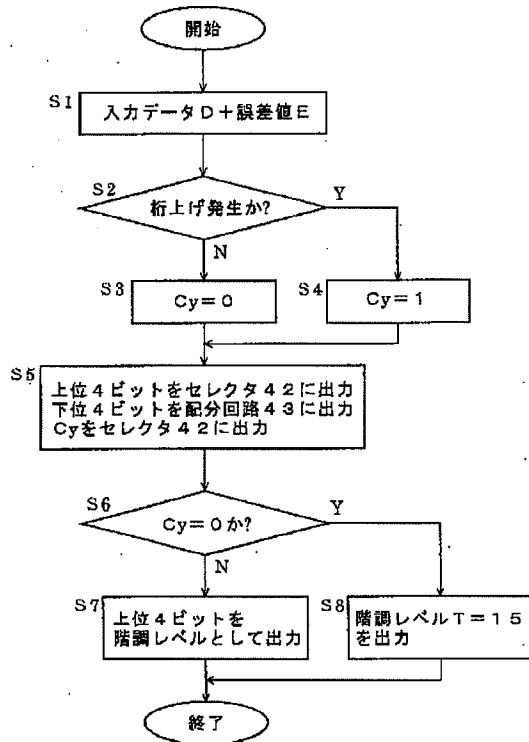 開始
S1
入力データD＋誤差値E
S2
桁上げ発生か?
Y
N
S3
Cy＝0
S4
Cy＝1
S5
上位4ビットをセレクタ42に出力
下位4ビットを配分回路43に出力
Cyをセレクタ42に出力
S6
Cy＝0か?
Y
N
S7
上位4ビットを
階調レベルとして出力
S8
階調レベルT＝15
を出力
終了